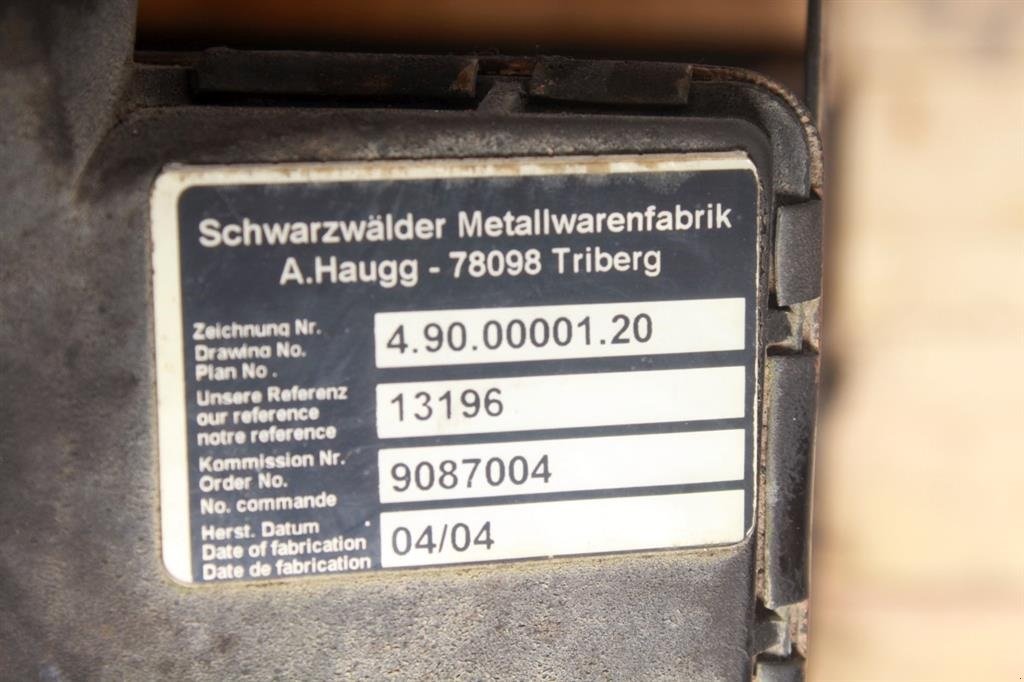 Schwarzwälder Metallwarenfabrik
A.Haugg - 78098 Triberg
Zeichnung Nr.
Drawing No.
Plan No.
4.90.00001.20
Unsere Referenz
our reference
notre reference
13196
Kommission Nr.
Order No.
No. commande
9087004
Herst. Datum
Date of fabrication
Date de fabrication
04/04